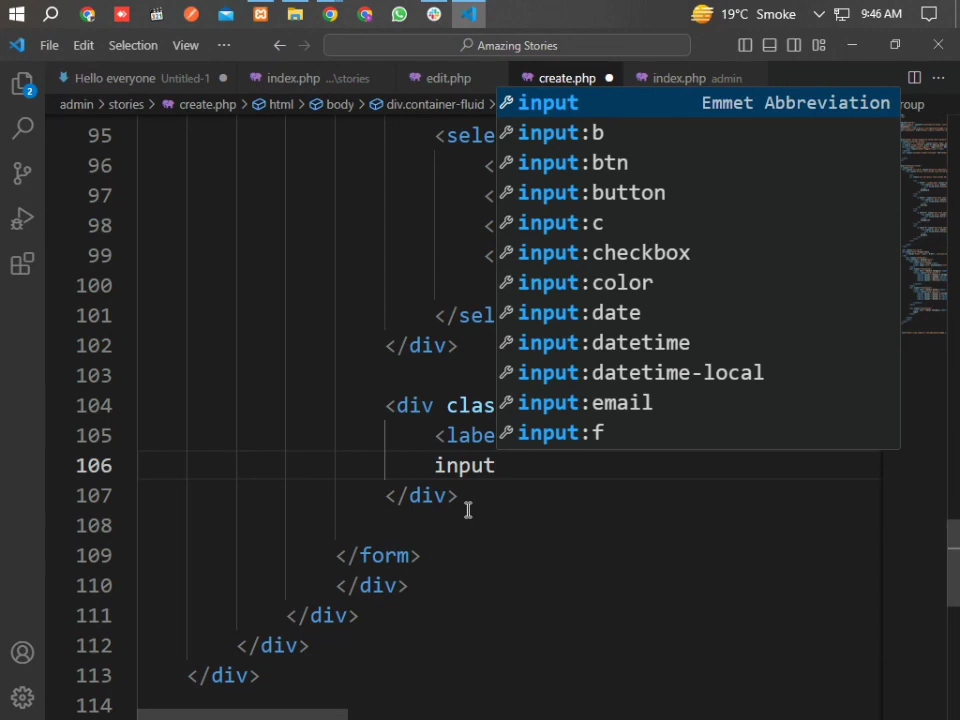 19°C Smoke
9:46 AM
File Edit Selection View ···
Amazing Stories
Hello everyone Untitled-1
index.php ...\stories
edit.php
create.php
index.php admin
admin > stories > create.php > html > body > div.container-fluid > roup
2
input Emmet Abbreviation
input:b
input:btn
input:button
input:c
input:checkbox
input:color
input:date
input:datetime
input:datetime-local
input:email
input:f
95 <selec
96 <
97 <
98 <
99 <
100
101 </sel
102 </div>
103
104 <div clas
105 <labe
106 input
107 </div>
108
109 </form>
110 </div>
111 </div>
112 </div>
113 </div>
114